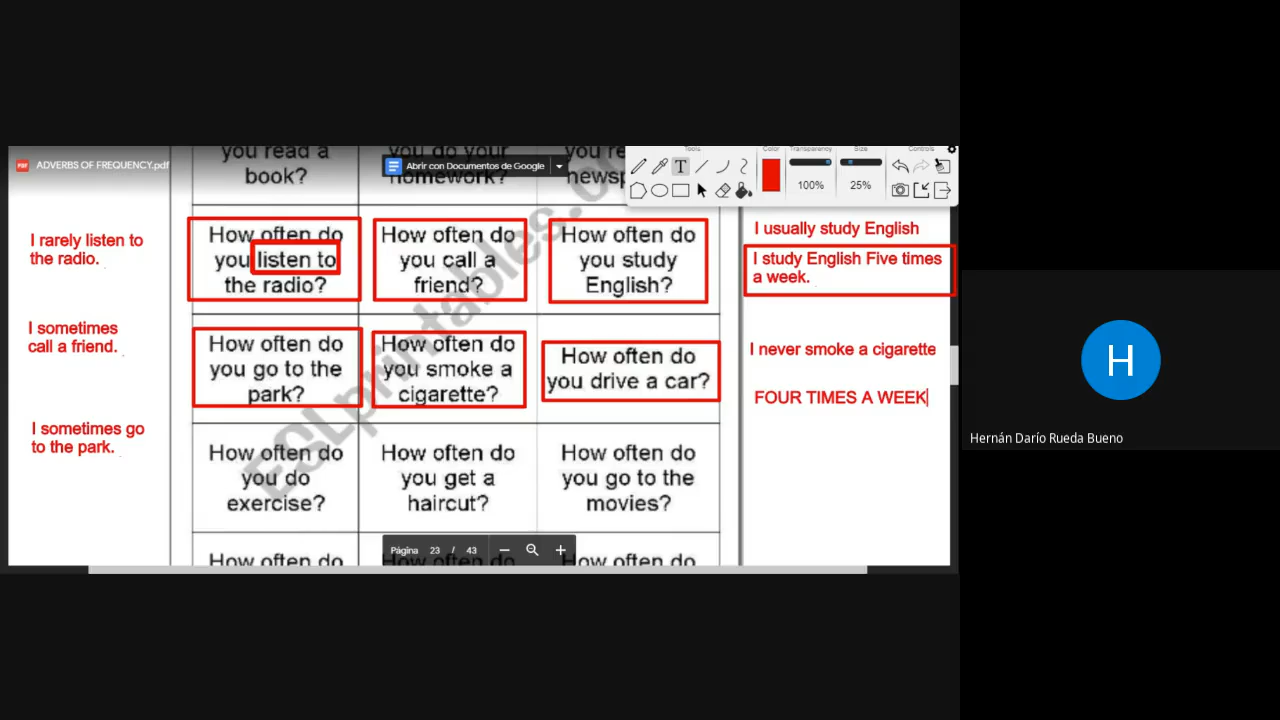 ADVERBS OF FREQUENCY.pdf
Abrir con Documentos de Google
Tools
Color
Transparency
Size
Controls
100%
25%
you read a
book?
you do your
homework?
I rarely listen to
the radio.
I sometimes
call a friend.
I sometimes go
to the park.
How often do
you listen to
the radio?
How often do
you call a
friend?
How often do
you study
English?
How often do
you go to the
park?
How often do
you smoke a
cigarette?
How often do
you drive a car?
How often do
you do
exercise?
How often do
you get a
haircut?
How often do
you go to the
movies?
How often do
How often do
How often do
I usually study English
I study English Five times
a week.
I never smoke a cigarette
FOUR TIMES A WEEK
Página 23 / 43
H
Hernán Darío Rueda Bueno